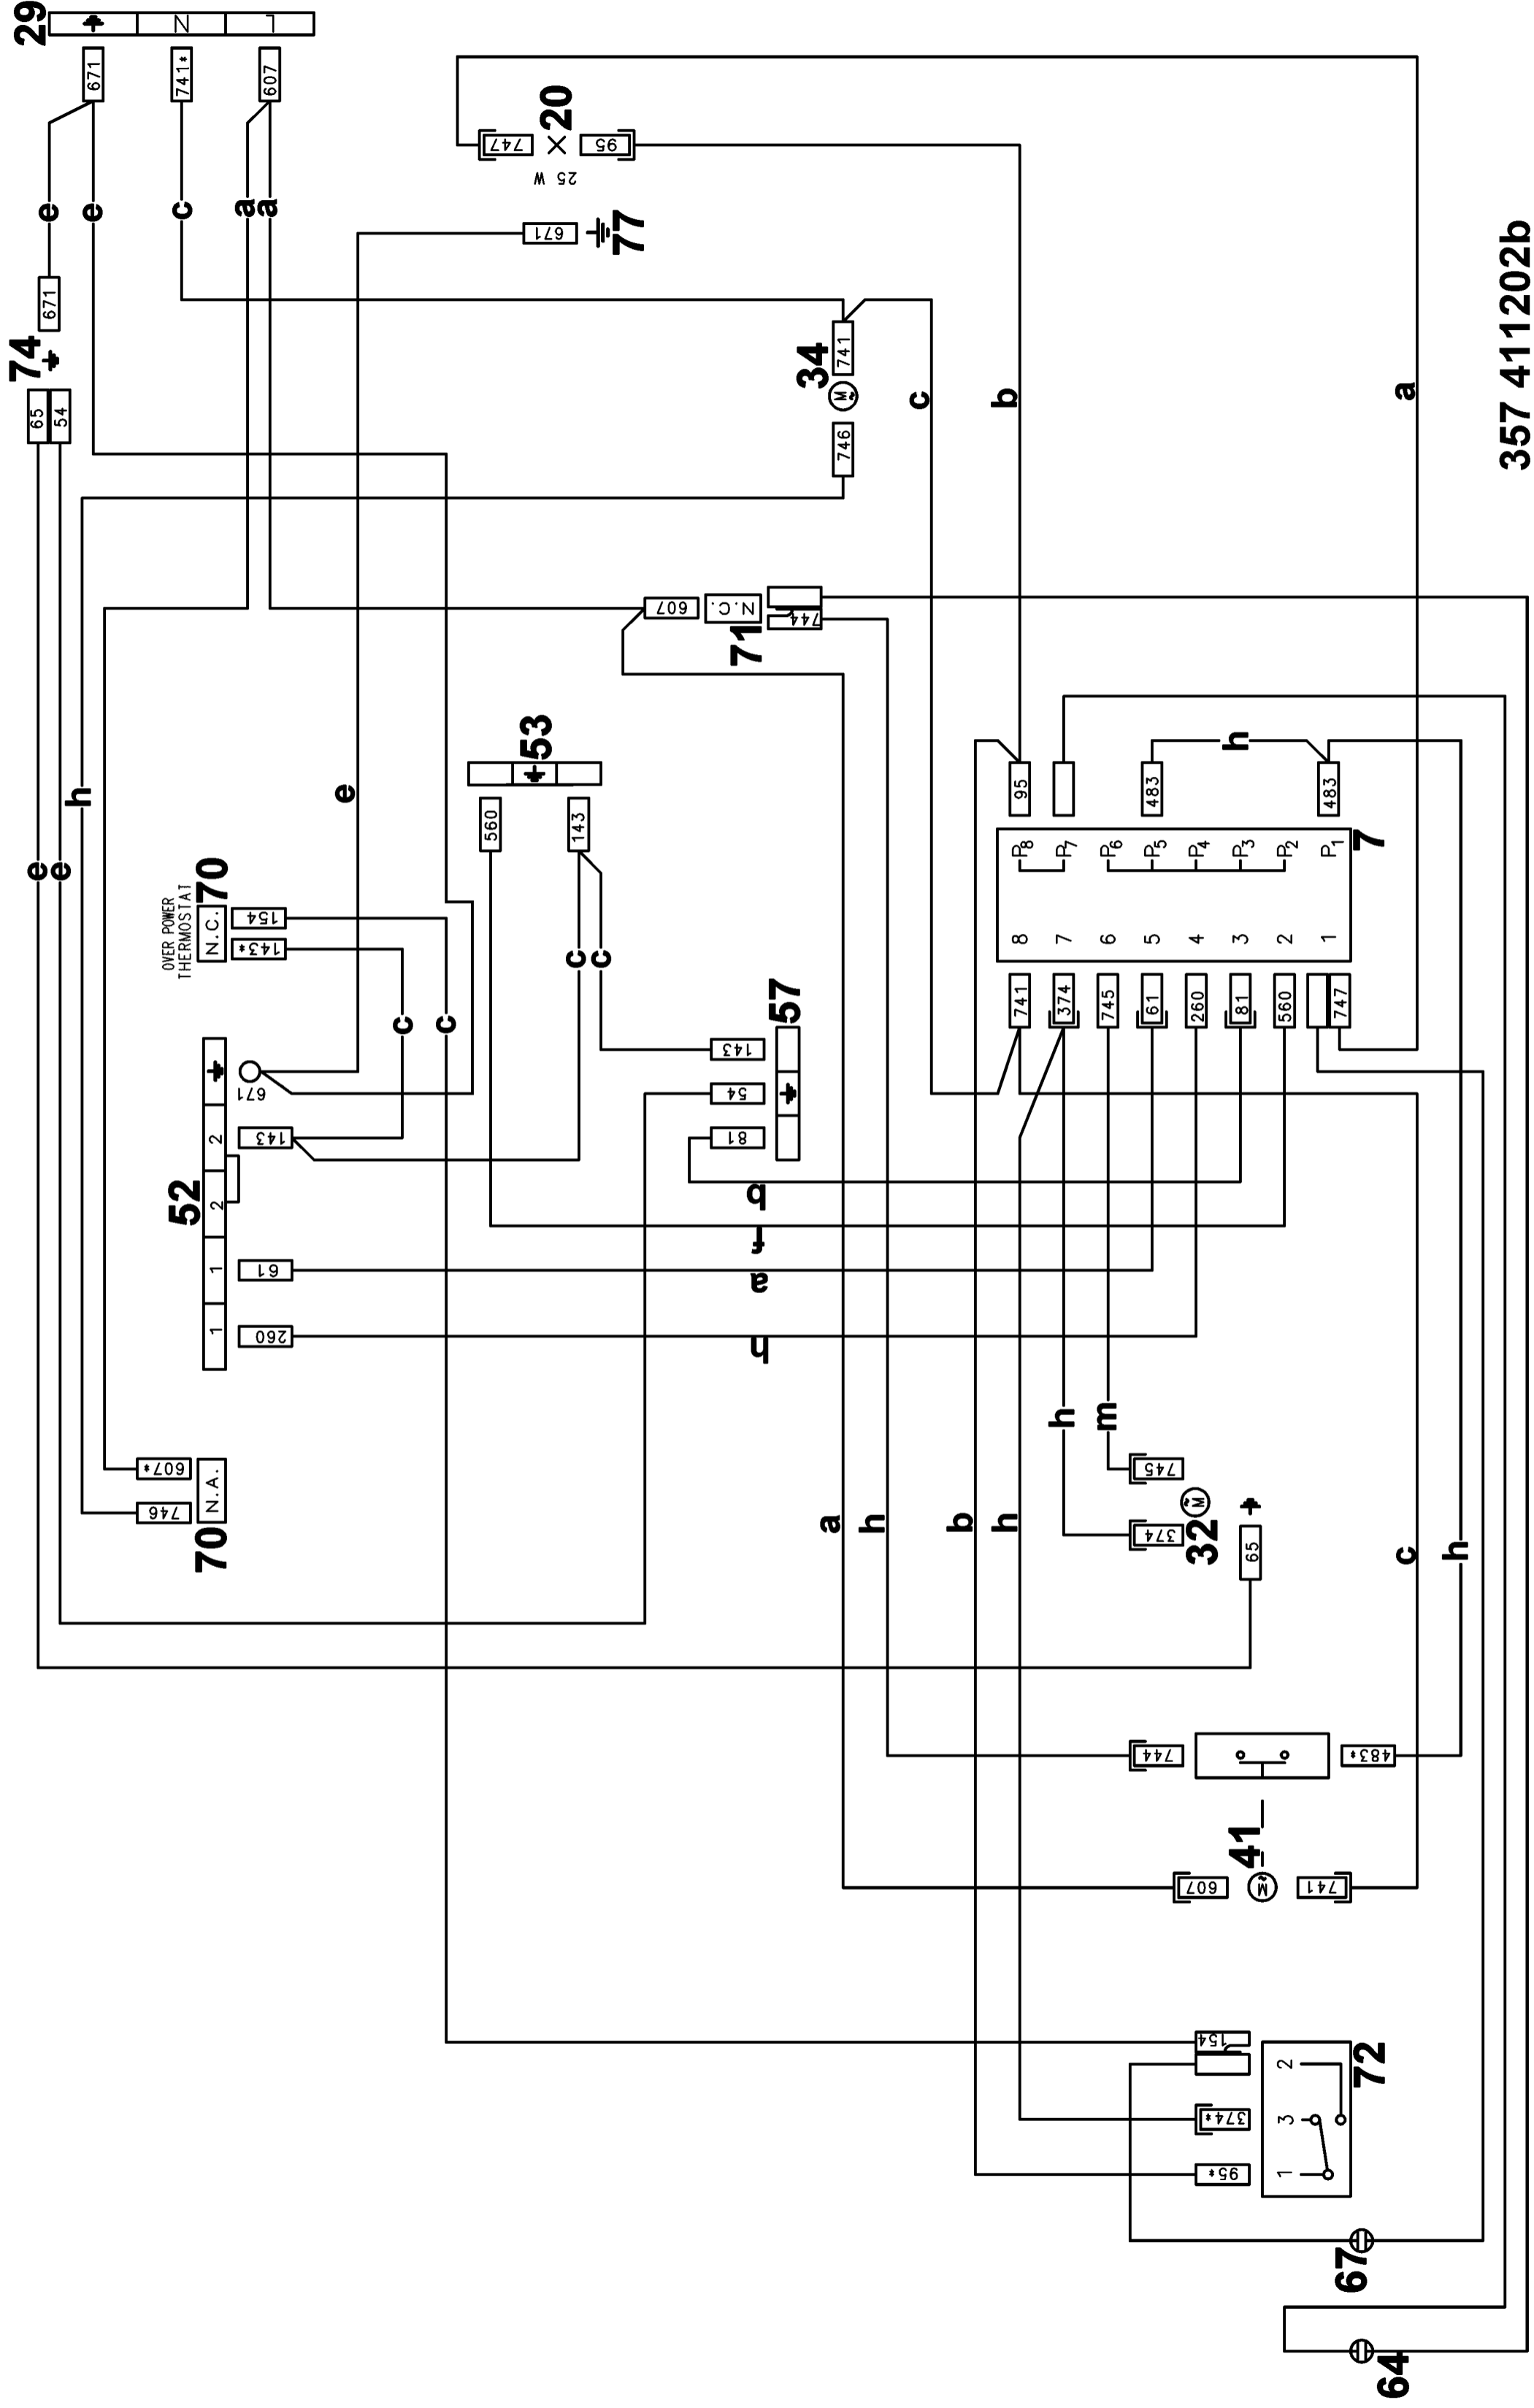 29
N
L
671
741*
607
747
20
95
25 W
e
e
c
a
a
671
77
671
74
65
54
34
741
M
746
c
b
a
357 411202b
607
N.C.
744
71
53
h
e
560
143
h
95
483
483
e
e
OVER POWER
THERMOSTAT
70
N.C.
154
143*
P8
P7
P6
P5
P4
P3
P2
P1
7
8
7
6
5
4
3
2
1
c
c
c
c
57
741
374
745
61
260
81
560
747
143
54
81
671
2
143
52
2
1
61
1
260
b
f
a
h
h
m
607*
746
N.A.
70
745
M
374
32
65
a
h
b
h
c
h
744
483*
41
607
M
741
154
374*
95*
2
3
1
72
67
64